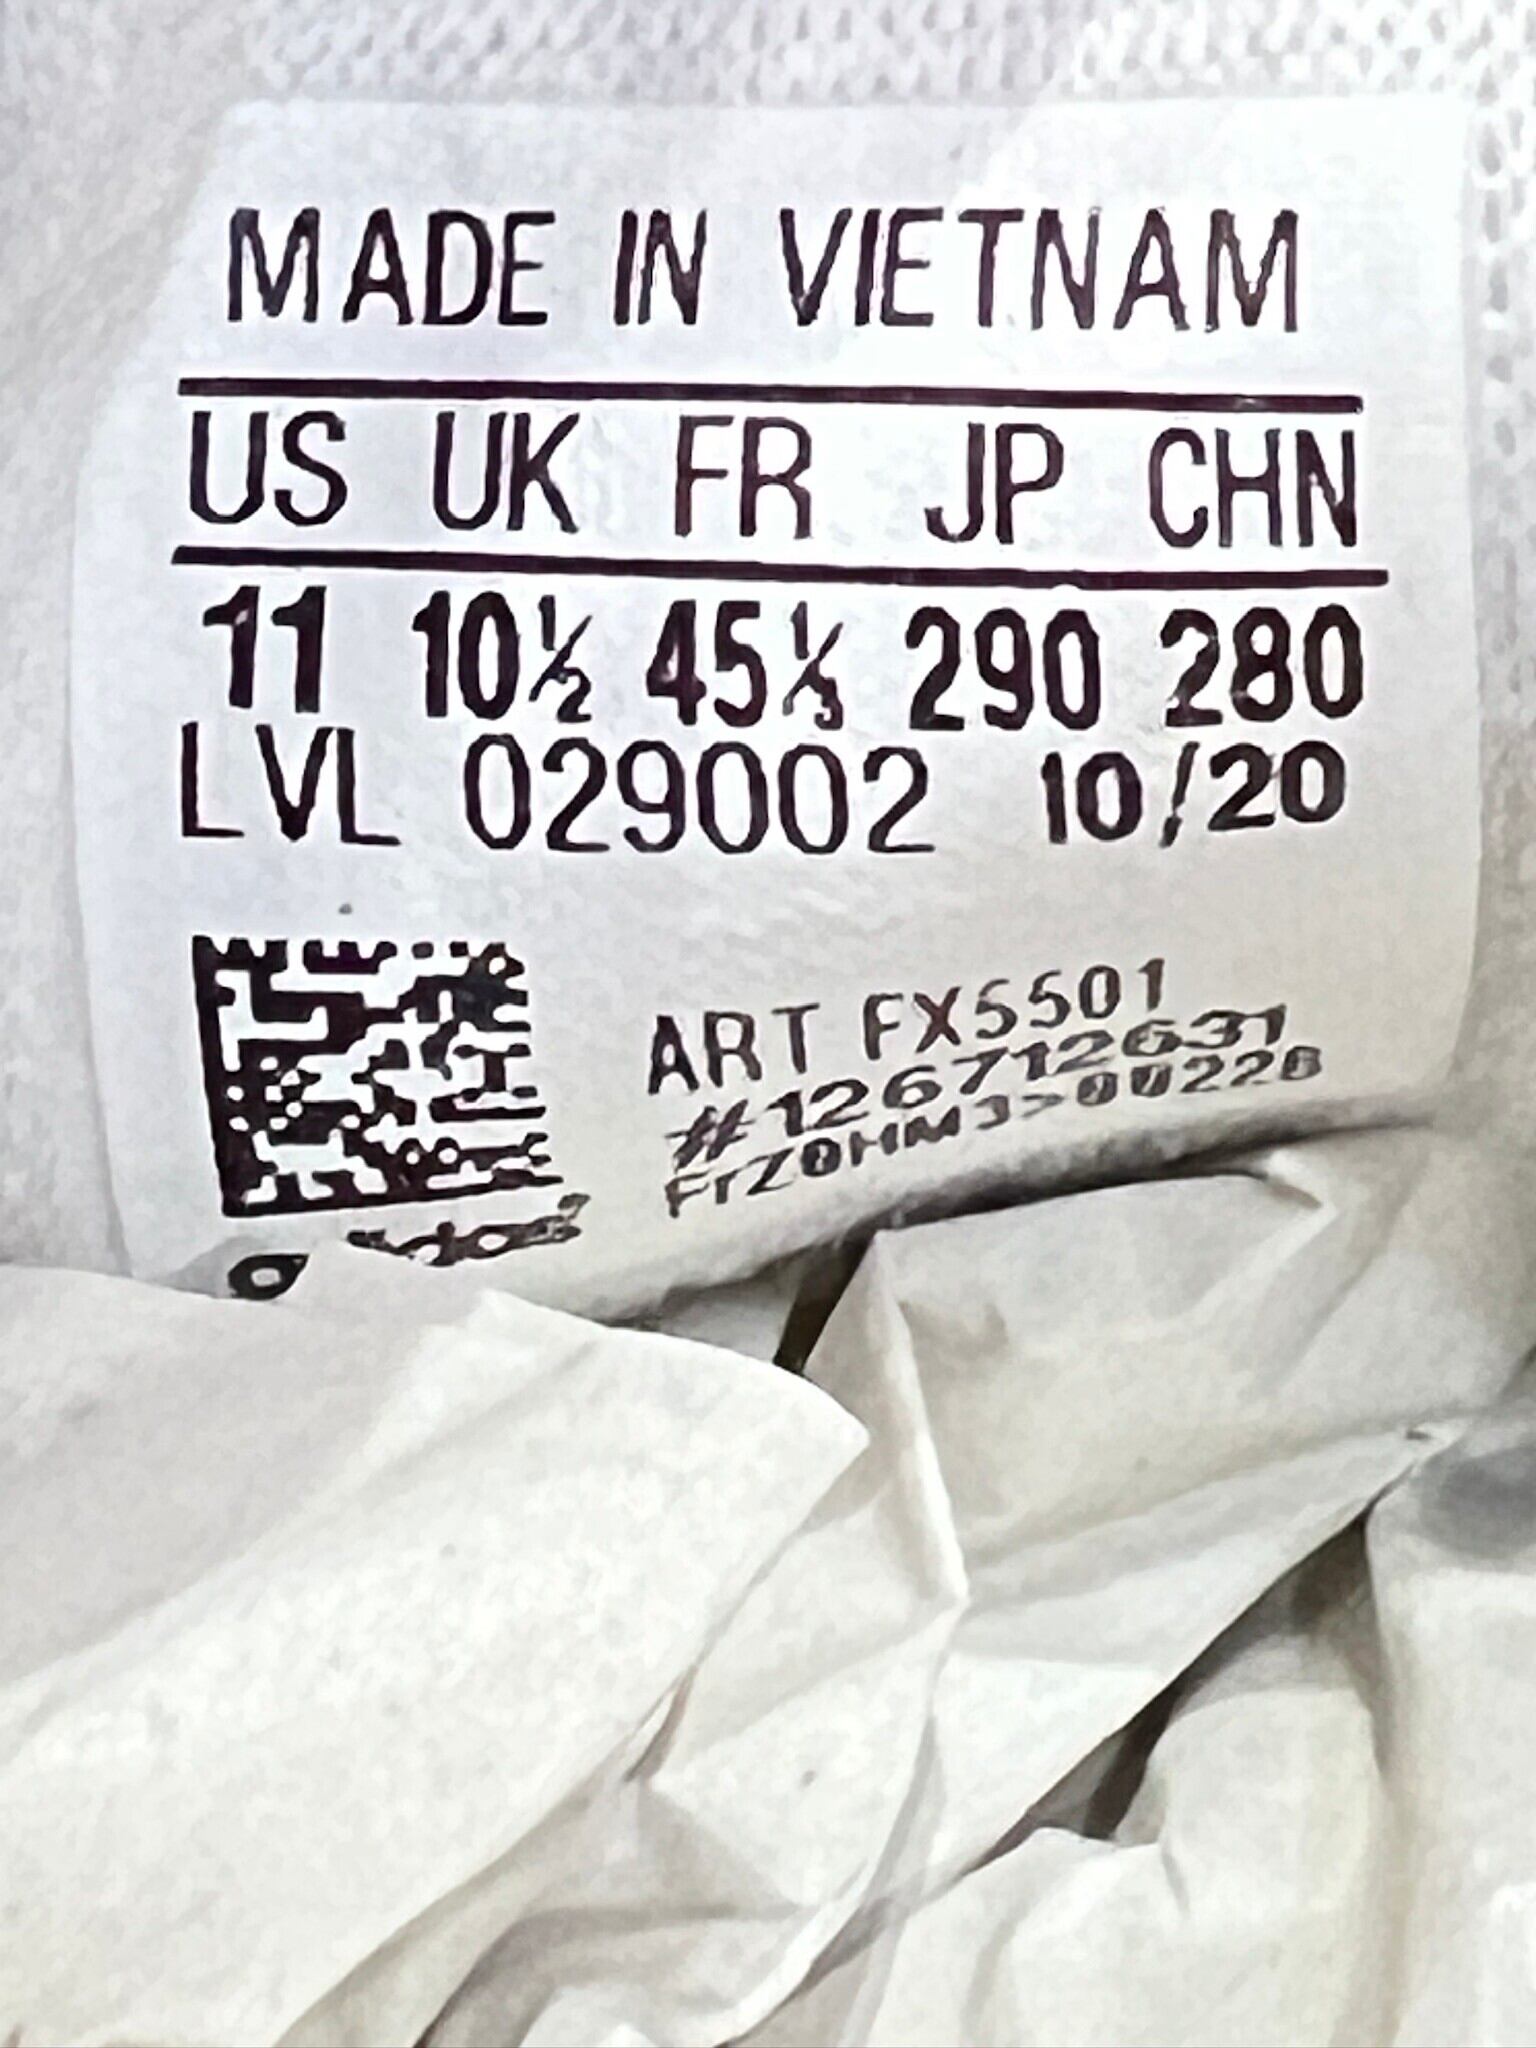 MADE IN VIETNAM
US UK FR JP CHN
11 10½ 45⅓ 290 280
LVL 029002 10/20
ART FX5501
#126712631